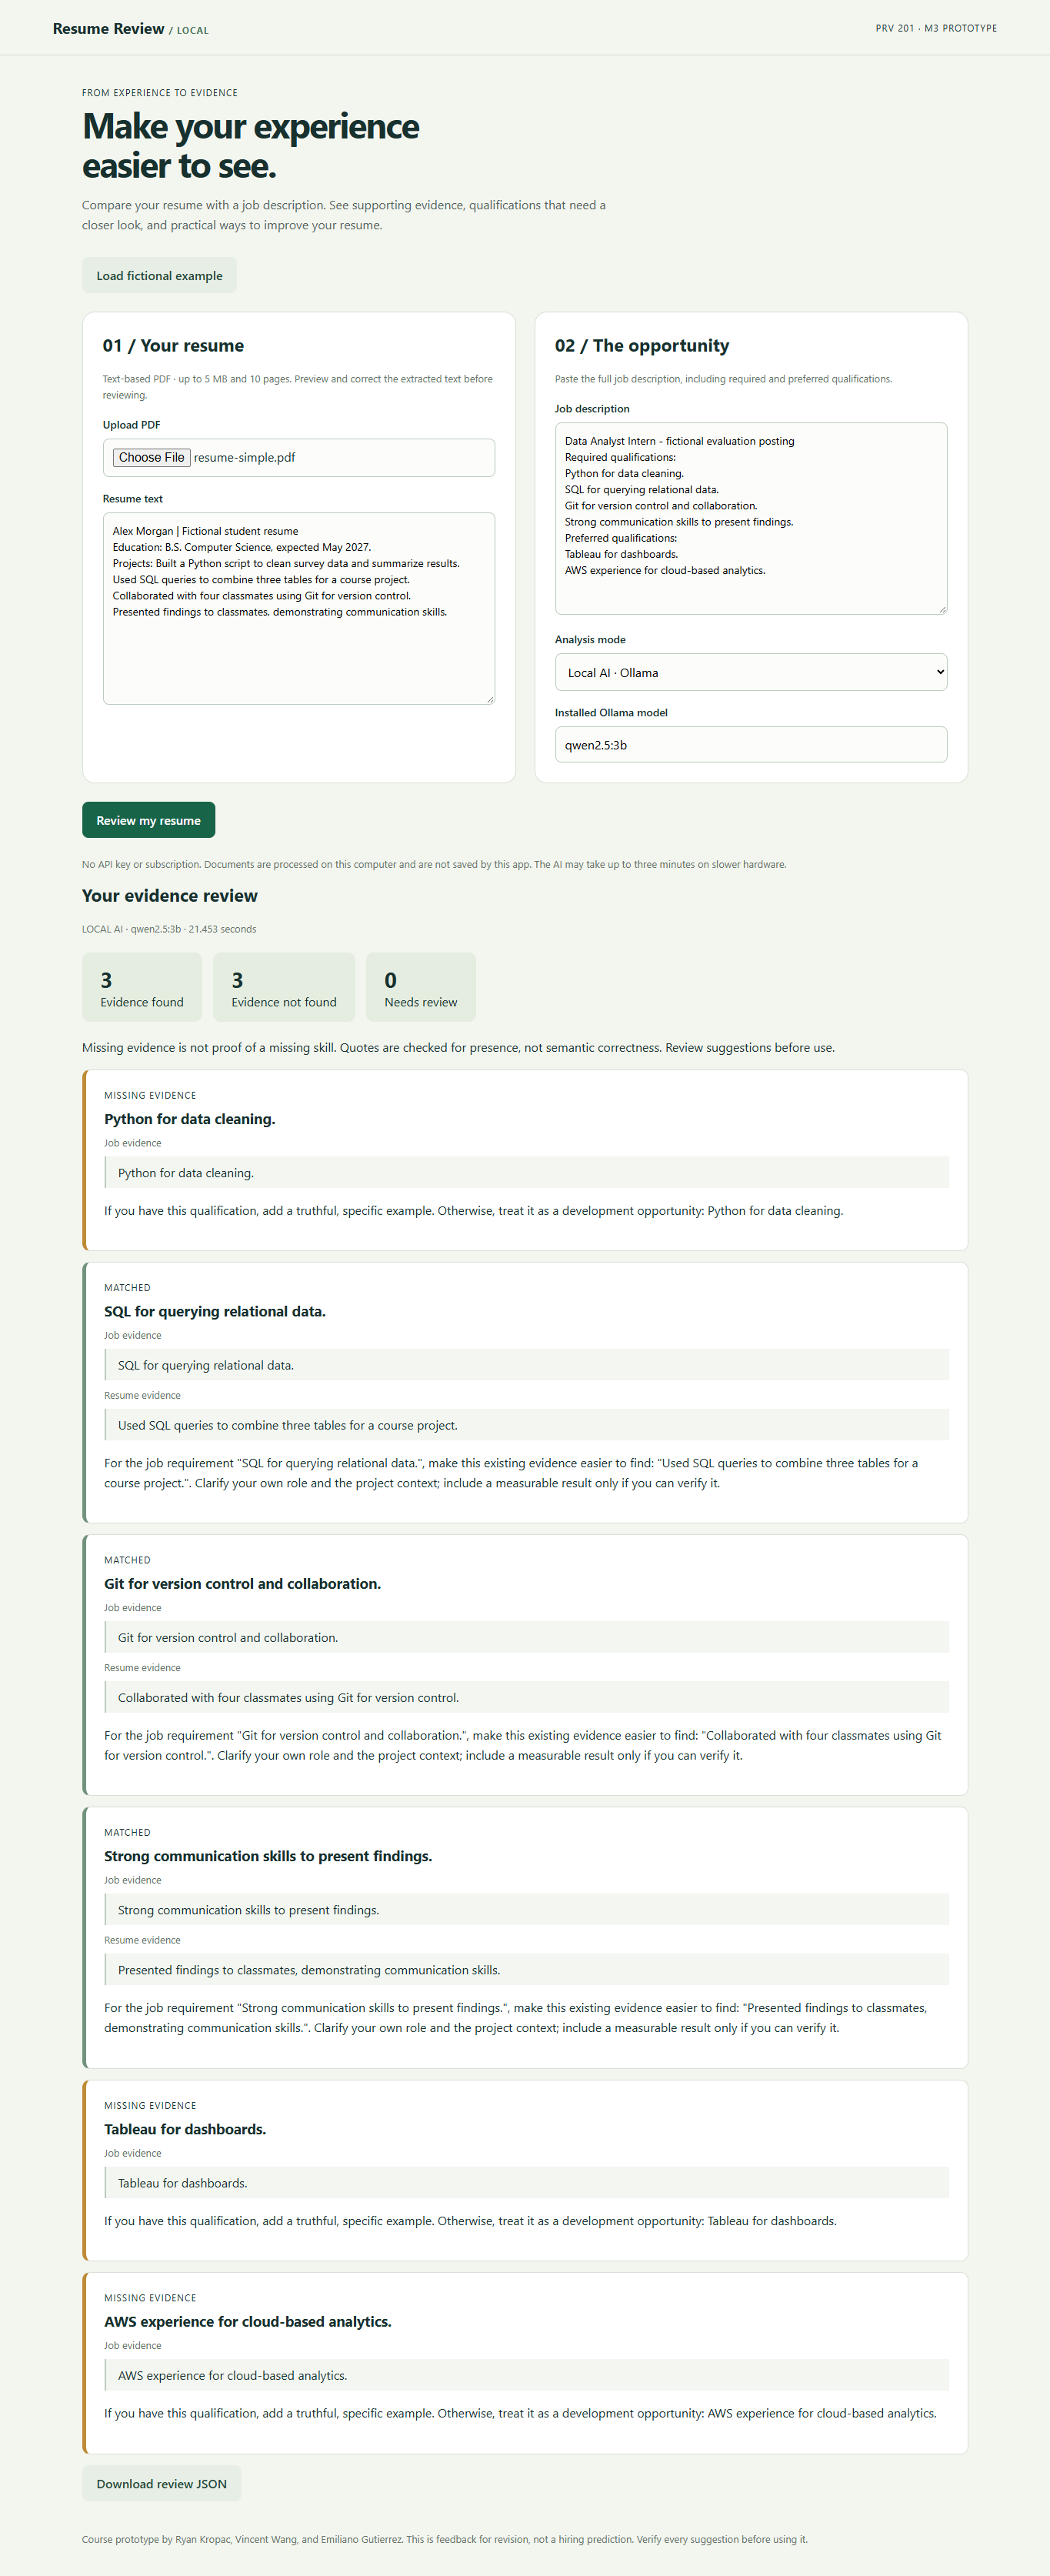 Resume Review / LOCAL
PRV 201 · M3 PROTOTYPE
FROM EXPERIENCE TO EVIDENCE
Make your experience
easier to see.
Compare your resume with a job description. See supporting evidence, qualifications that need a
closer look, and practical ways to improve your resume.
Load fictional example
01 / Your resume
Text-based PDF · up to 5 MB and 10 pages. Preview and correct the extracted text before
reviewing.
Upload PDF
Choose File resume-simple.pdf
Resume text
Alex Morgan | Fictional student resume
Education: B.S. Computer Science, expected May 2027.
Projects: Built a Python script to clean survey data and summarize results.
Used SQL queries to combine three tables for a course project.
Collaborated with four classmates using Git for version control.
Presented findings to classmates, demonstrating communication skills.
02 / The opportunity
Paste the full job description, including required and preferred qualifications.
Job description
Data Analyst Intern - fictional evaluation posting
Required qualifications:
Python for data cleaning.
SQL for querying relational data.
Git for version control and collaboration.
Strong communication skills to present findings.
Preferred qualifications:
Tableau for dashboards.
AWS experience for cloud-based analytics.
Analysis mode
Local AI · Ollama
Installed Ollama model
qwen2.5:3b
Review my resume
No API key or subscription. Documents are processed on this computer and are not saved by this app. The AI may take up to three minutes on slower hardware.
Your evidence review
LOCAL AI · qwen2.5:3b · 21.453 seconds
3
Evidence found
3
Evidence not found
0
Needs review
Missing evidence is not proof of a missing skill. Quotes are checked for presence, not semantic correctness. Review suggestions before use.
MISSING EVIDENCE
Python for data cleaning.
Job evidence
Python for data cleaning.
If you have this qualification, add a truthful, specific example. Otherwise, treat it as a development opportunity: Python for data cleaning.
MATCHED
SQL for querying relational data.
Job evidence
SQL for querying relational data.
Resume evidence
Used SQL queries to combine three tables for a course project.
For the job requirement "SQL for querying relational data.", make this existing evidence easier to find: "Used SQL queries to combine three tables for a
course project.". Clarify your own role and the project context; include a measurable result only if you can verify it.
MATCHED
Git for version control and collaboration.
Job evidence
Git for version control and collaboration.
Resume evidence
Collaborated with four classmates using Git for version control.
For the job requirement "Git for version control and collaboration.", make this existing evidence easier to find: "Collaborated with four classmates using Git
for version control.". Clarify your own role and the project context; include a measurable result only if you can verify it.
MATCHED
Strong communication skills to present findings.
Job evidence
Strong communication skills to present findings.
Resume evidence
Presented findings to classmates, demonstrating communication skills.
For the job requirement "Strong communication skills to present findings.", make this existing evidence easier to find: "Presented findings to classmates,
demonstrating communication skills.". Clarify your own role and the project context; include a measurable result only if you can verify it.
MISSING EVIDENCE
Tableau for dashboards.
Job evidence
Tableau for dashboards.
If you have this qualification, add a truthful, specific example. Otherwise, treat it as a development opportunity: Tableau for dashboards.
MISSING EVIDENCE
AWS experience for cloud-based analytics.
Job evidence
AWS experience for cloud-based analytics.
If you have this qualification, add a truthful, specific example. Otherwise, treat it as a development opportunity: AWS experience for cloud-based analytics.
Download review JSON
Course prototype by Ryan Kropac, Vincent Wang, and Emiliano Gutierrez. This is feedback for revision, not a hiring prediction. Verify every suggestion before using it.